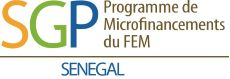 SGP Programme de
Microfinancements
du FEM
SENEGAL